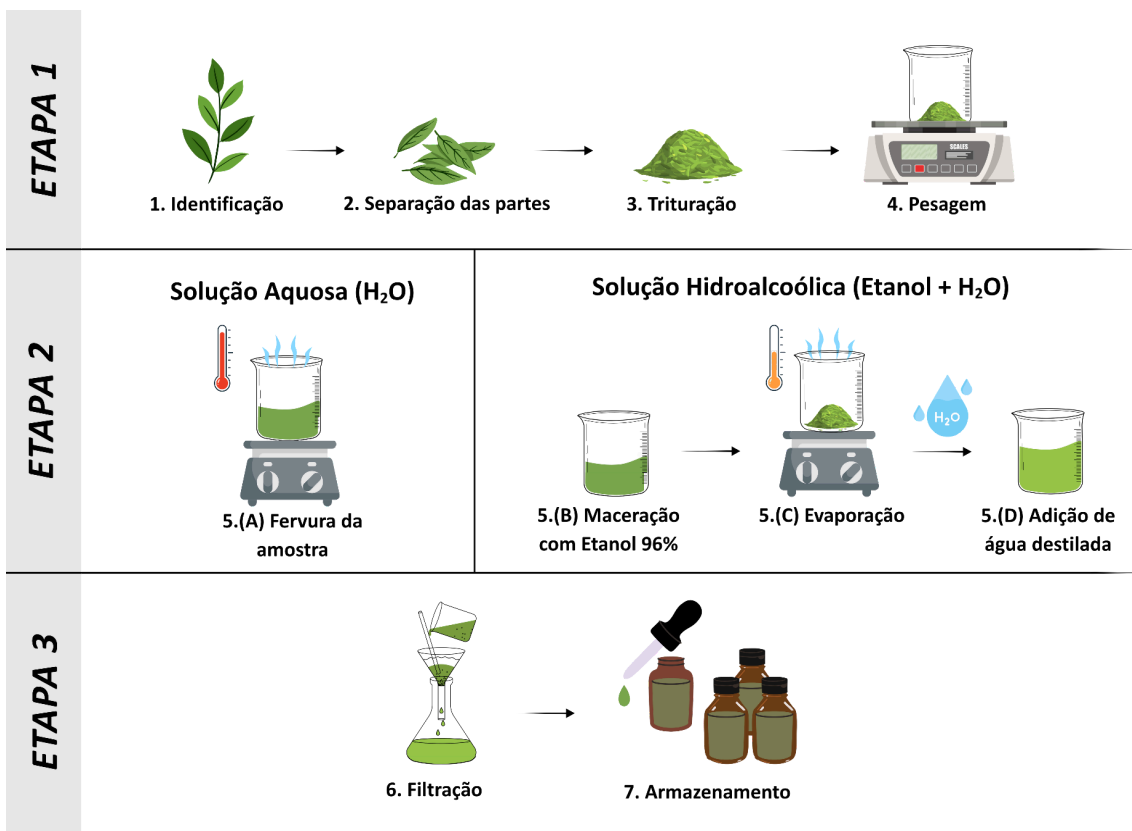 ETAPA 1
1. Identificação
2. Separação das partes
3. Trituração
SCALES
4. Pesagem
ETAPA 2
Solução Aquosa (H₂O)
5.(A) Fervura da
amostra
Solução Hidroalcoólica (Etanol + H₂O)
5.(B) Maceração
com Etanol 96%
5.(C) Evaporação
H₂O
5.(D) Adição de
água destilada
ETAPA 3
6. Filtração
7. Armazenamento